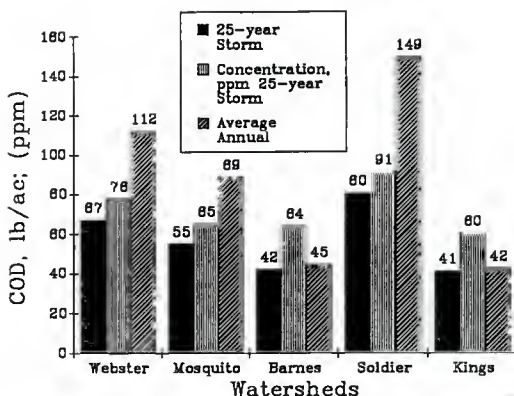 COD, lb/ac; (ppm)
160
140
120
100
80
60
40
20
0
25-year
Storm
Concentration,
ppm 25-year
Storm
Average
Annual
67 78 112
55 65 89
42 64 45
80 91 149
41 60 42
Webster Mosquito Barnes Soldier Kings
Watersheds